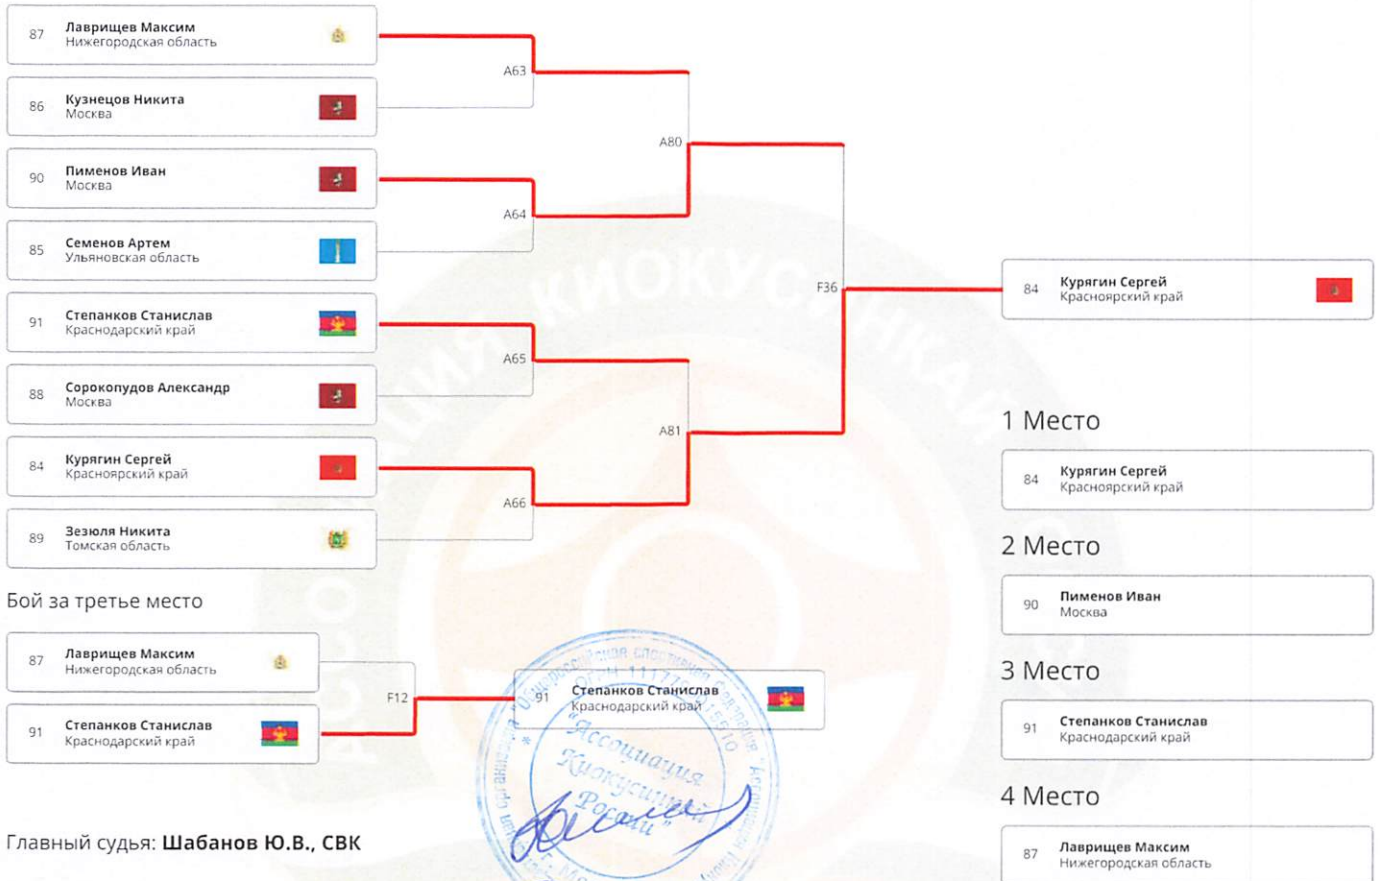 87 Лаврищев Максим
Нижегородская область
A63
86 Кузнецов Никита
Москва
A80
90 Пименов Иван
Москва
A64
85 Семенов Артем
Ульяновская область
F36
84 Курягин Сергей
Красноярский край
91 Степанков Станислав
Краснодарский край
A65
88 Сорокопудов Александр
Москва
A81
84 Курягин Сергей
Красноярский край
A66
89 Зезюля Никита
Томская область
1 Место
84 Курягин Сергей
Красноярский край
2 Место
90 Пименов Иван
Москва
3 Место
91 Степанков Станислав
Краснодарский край
4 Место
87 Лаврищев Максим
Нижегородская область
Бой за третье место
87 Лаврищев Максим
Нижегородская область
F12
91 Степанков Станислав
Краснодарский край
91 Степанков Станислав
Краснодарский край
"Ассоциация
Киокусинкай
России"
Главный судья: Шабанов Ю.В., СВК
КИОКУСИНКАЙ